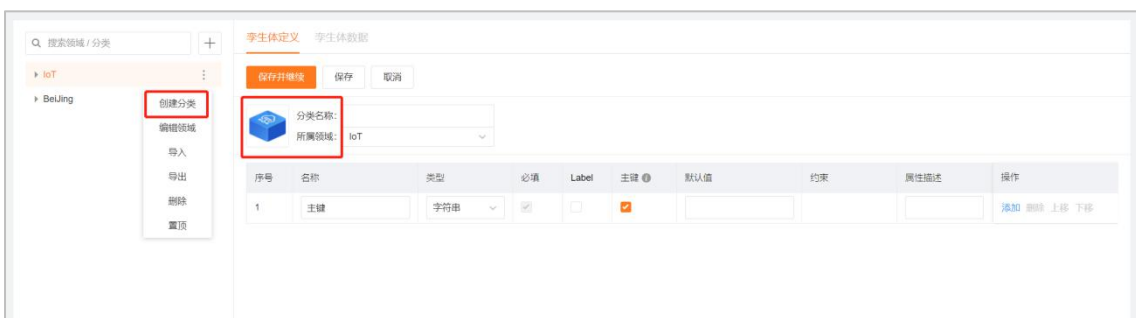 搜索领域 / 分类
孪生体定义 孪生体数据
IoT
保存并继续 保存 取消
BeiJing
创建分类
编辑领域
导入
导出
删除
置顶
分类名称:
所属领域: IoT
序号 名称 类型 必填 Label 主键 默认值 约束 属性描述 操作
1 主键 字符串 添加 删除 上移 下移